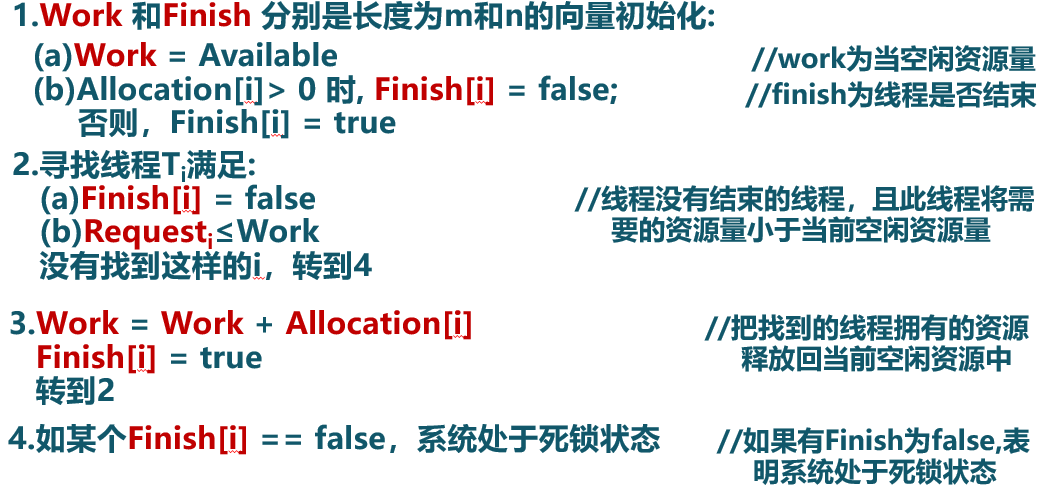 1.Work 和Finish 分别是长度为m和n的向量初始化:
(a)Work = Available //work为当空闲资源量
(b)Allocation[i]> 0 时, Finish[i] = false; //finish为线程是否结束
否则，Finish[i] = true
2.寻找线程Ti满足:
(a)Finish[i] = false //线程没有结束的线程，且此线程将需
(b)Requesti≤Work 要的资源量小于当前空闲资源量
没有找到这样的i，转到4
3.Work = Work + Allocation[i] //把找到的线程拥有的资源
Finish[i] = true 释放回当前空闲资源中
转到2
4.如某个Finish[i] == false，系统处于死锁状态 //如果有Finish为false,表
明系统处于死锁状态